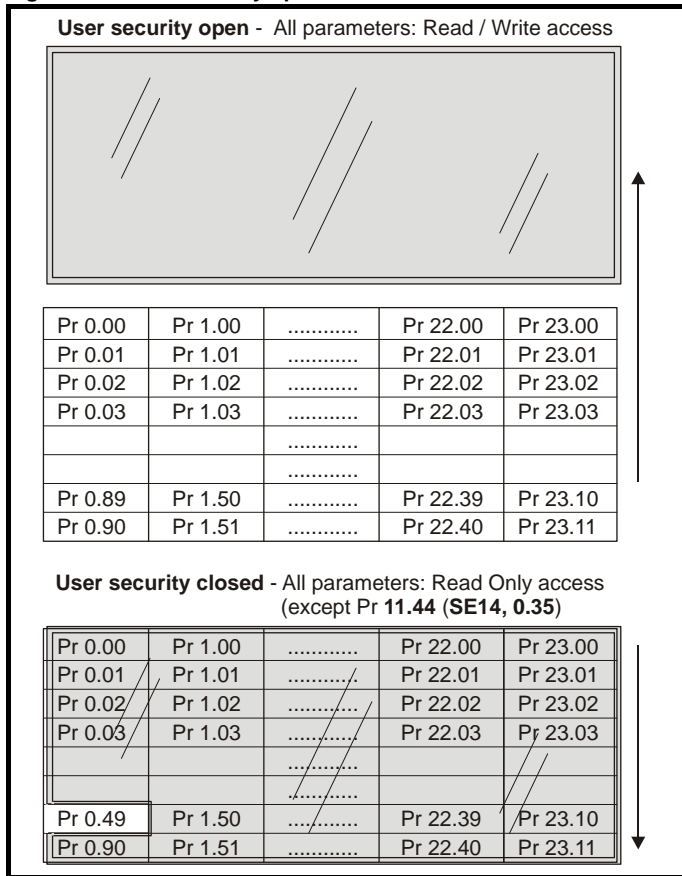 User security open - All parameters: Read / Write access
Pr 0.00 Pr 1.00 ............ Pr 22.00 Pr 23.00
Pr 0.01 Pr 1.01 ............ Pr 22.01 Pr 23.01
Pr 0.02 Pr 1.02 ............ Pr 22.02 Pr 23.02
Pr 0.03 Pr 1.03 ............ Pr 22.03 Pr 23.03
............
............
Pr 0.89 Pr 1.50 ............ Pr 22.39 Pr 23.10
Pr 0.90 Pr 1.51 ............ Pr 22.40 Pr 23.11
User security closed - All parameters: Read Only access
(except Pr 11.44 (SE14, 0.35)
Pr 0.00 Pr 1.00 ............ Pr 22.00 Pr 23.00
Pr 0.01 Pr 1.01 ............ Pr 22.01 Pr 23.01
Pr 0.02 Pr 1.02 ............ Pr 22.02 Pr 23.02
Pr 0.03 Pr 1.03 ............ Pr 22.03 Pr 23.03
............
............
Pr 0.49 Pr 1.50 ............ Pr 22.39 Pr 23.10
Pr 0.90 Pr 1.51 ............ Pr 22.40 Pr 23.11